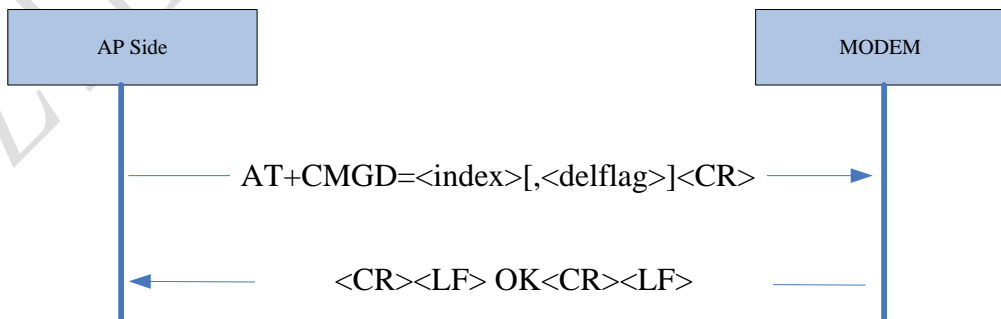 AP Side
MODEM
AT+CMGD=<index>[,<delflag>]<CR>
<CR><LF> OK<CR><LF>